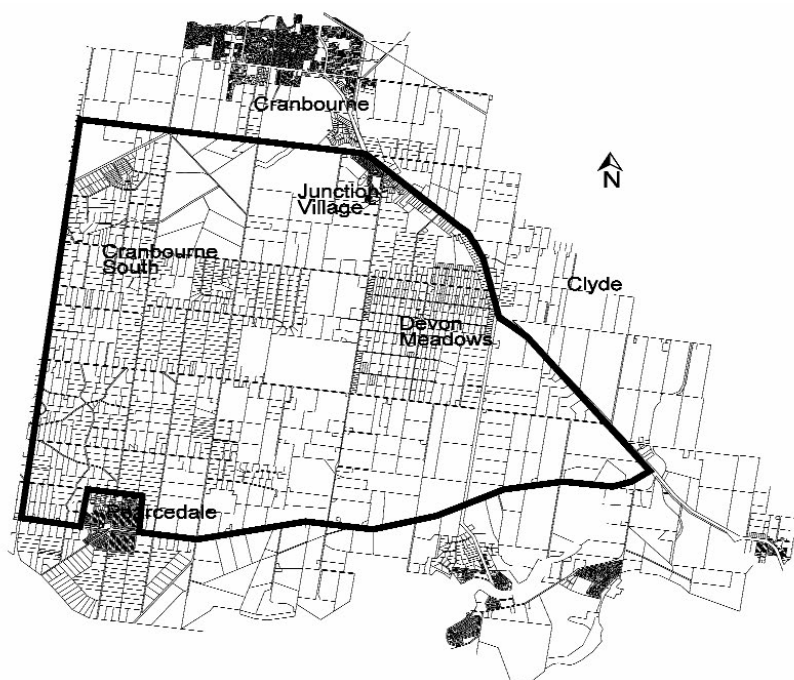 Cranbourne
N
Junction
Village
Cranbourne
South
Clyde
Devon
Meadows
Pearcedale